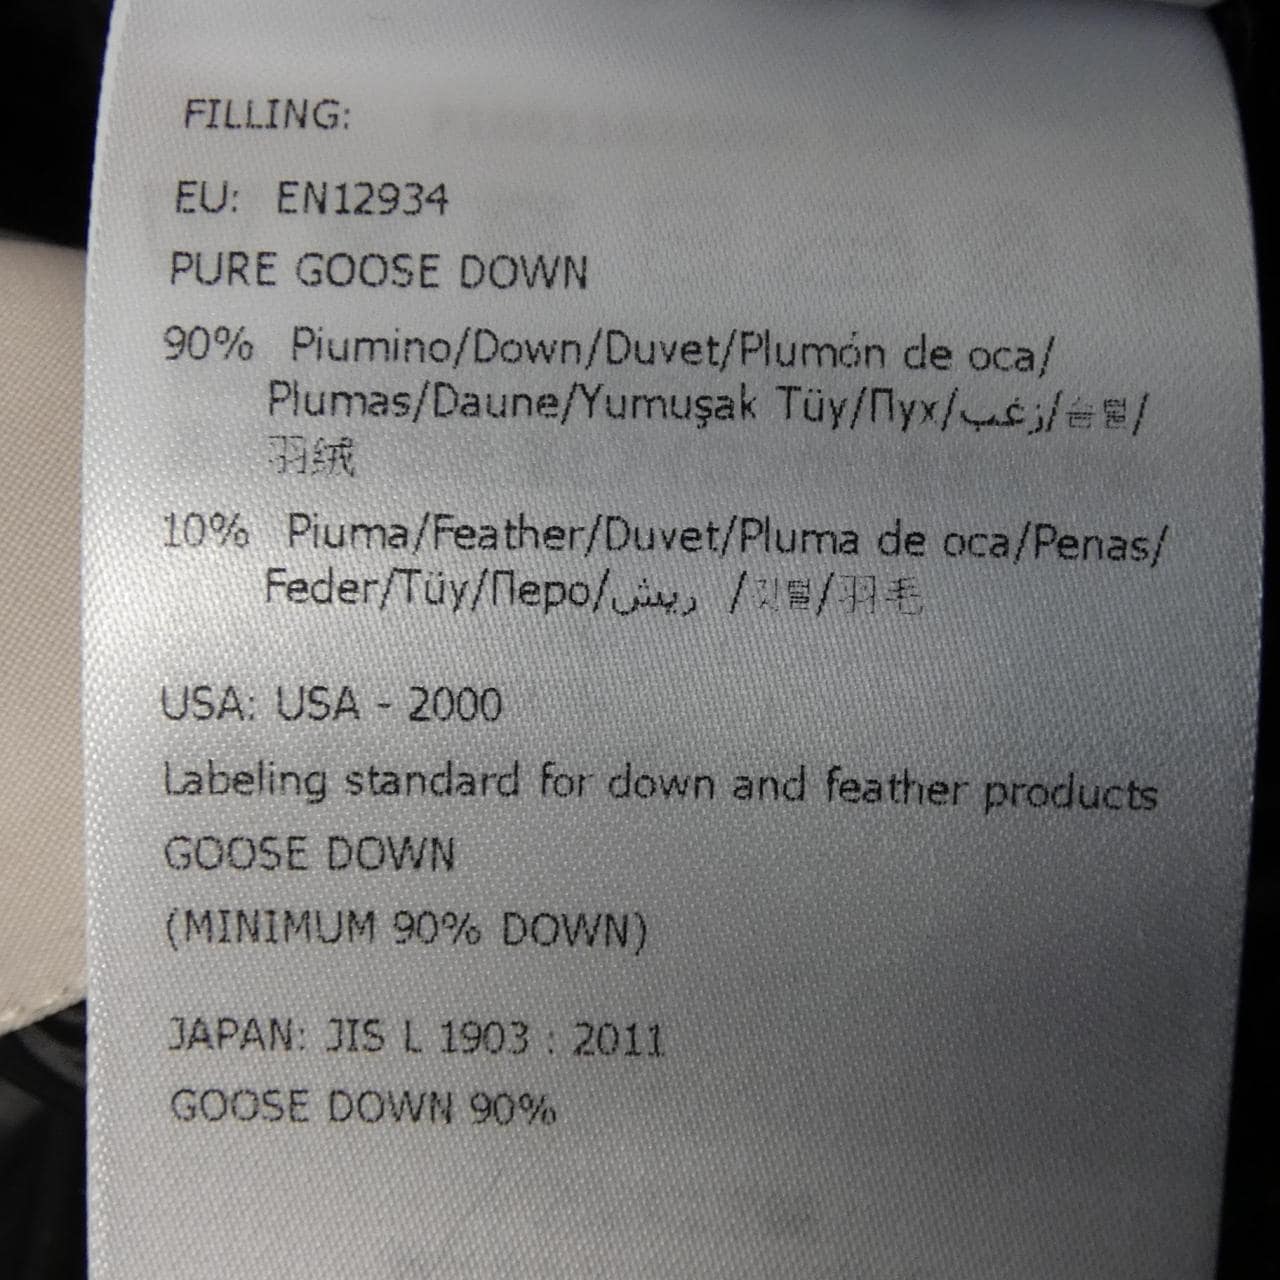 FILLING:
EU: EN12934
PURE GOOSE DOWN
90% Piumino/Down/Duvet/Plumón de oca/
Plumas/Daune/Yumuşak Tüy/Пух/زغب/솜털/
羽绒
10% Piuma/Feather/Duvet/Pluma de oca/Penas/
Feder/Tüy/Перо/ريش /깃털/羽毛
USA: USA - 2000
Labeling standard for down and feather products
GOOSE DOWN
(MINIMUM 90% DOWN)
JAPAN: JIS L 1903 : 2011
GOOSE DOWN 90%